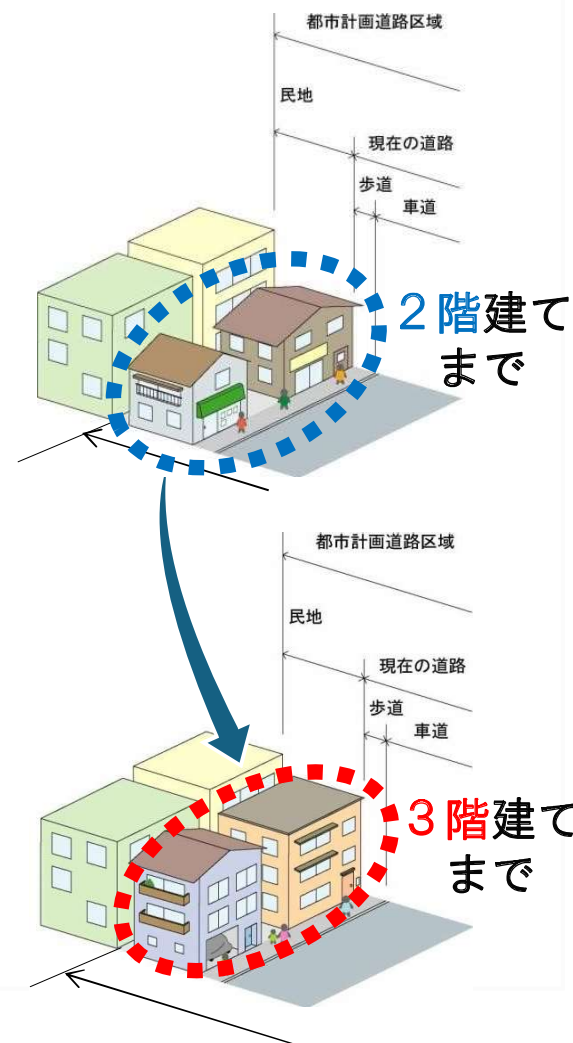 都市計画道路区域
民地
現在の道路
歩道
車道
２階建て
まで
都市計画道路区域
民地
現在の道路
歩道
車道
３階建て
まで